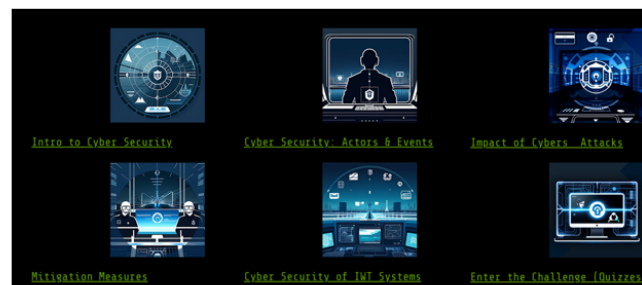 Intro to Cyber Security
Cyber Security: Actors & Events
Impact of Cybers Attacks
Mitigation Measures
Cyber Security of IWT Systems
Enter the Challenge (Quizzes